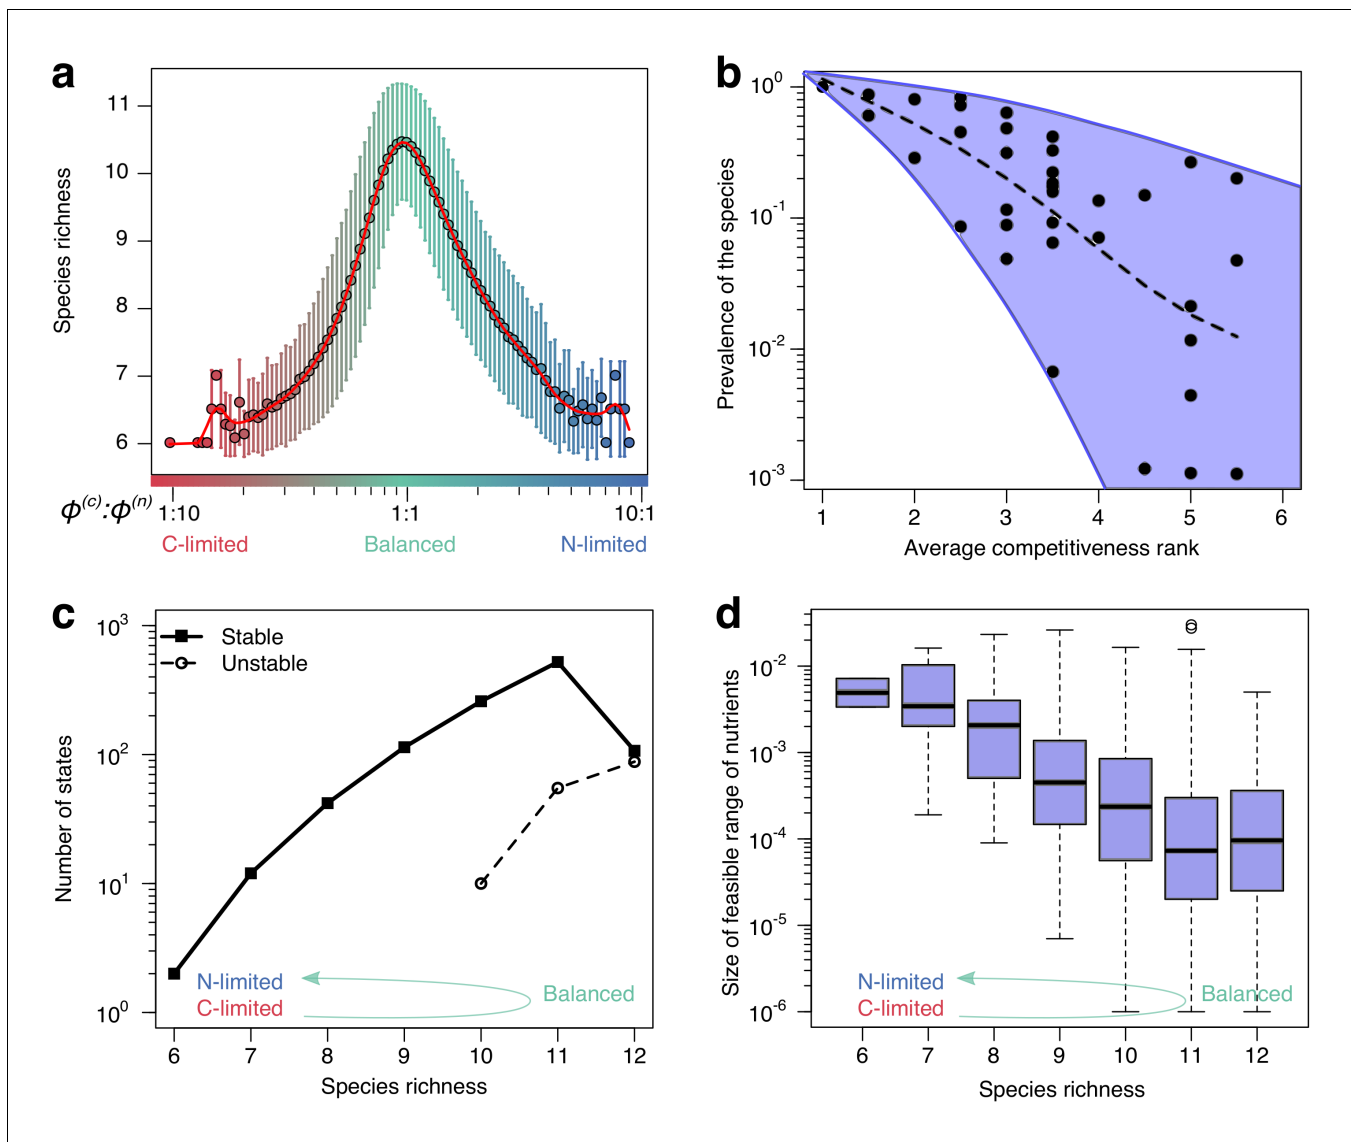 a
Species richness
11
10
9
8
7
6
ϕ(c):ϕ(n)
1:10
1:1
10:1
C-limited
Balanced
N-limited
b
Prevalence of the species
10^0
10^-1
10^-2
10^-3
1
2
3
4
5
6
Average competitiveness rank
c
Number of states
10^3
10^2
10^1
10^0
Stable
Unstable
N-limited
C-limited
Balanced
6
7
8
9
10
11
12
Species richness
d
Size of feasible range of nutrients
10^-2
10^-3
10^-4
10^-5
10^-6
N-limited
C-limited
Balanced
6
7
8
9
10
11
12
Species richness